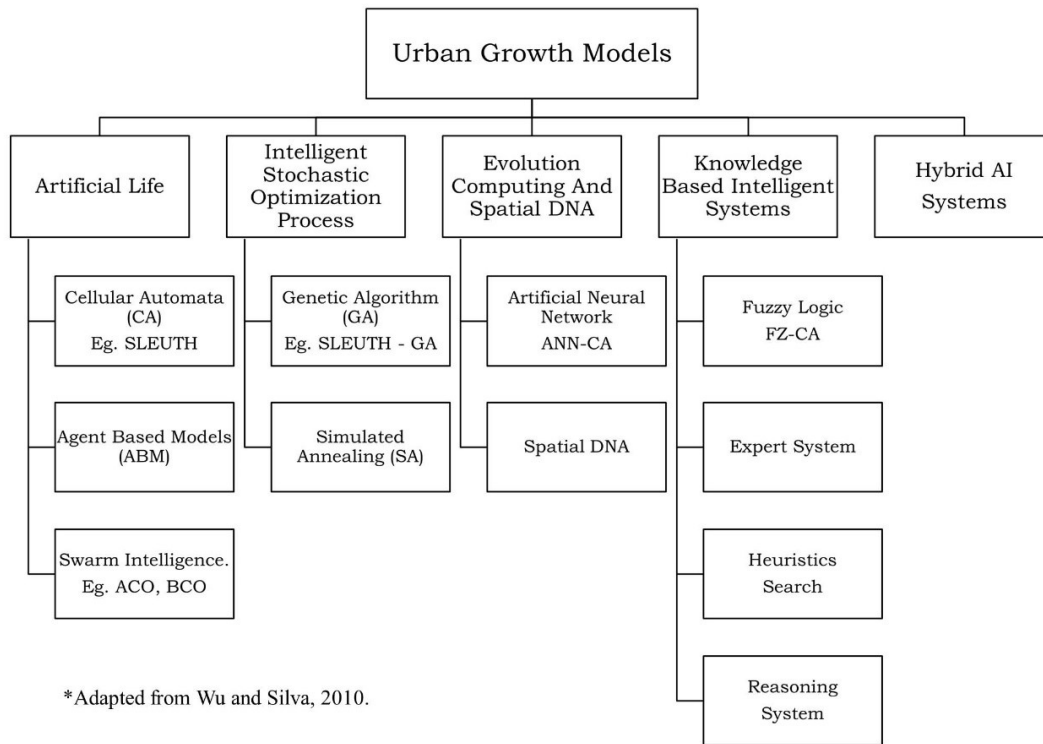 Urban Growth Models
Artificial Life
Intelligent
Stochastic
Optimization
Process
Evolution
Computing And
Spatial DNA
Knowledge
Based Intelligent
Systems
Hybrid AI
Systems
Cellular Automata
(CA)
Eg. SLEUTH
Genetic Algorithm
(GA)
Eg. SLEUTH - GA
Artificial Neural
Network
ANN-CA
Fuzzy Logic
FZ-CA
Agent Based Models
(ABM)
Simulated
Annealing (SA)
Spatial DNA
Expert System
Swarm Intelligence.
Eg. ACO, BCO
Heuristics
Search
Reasoning
System
*Adapted from Wu and Silva, 2010.